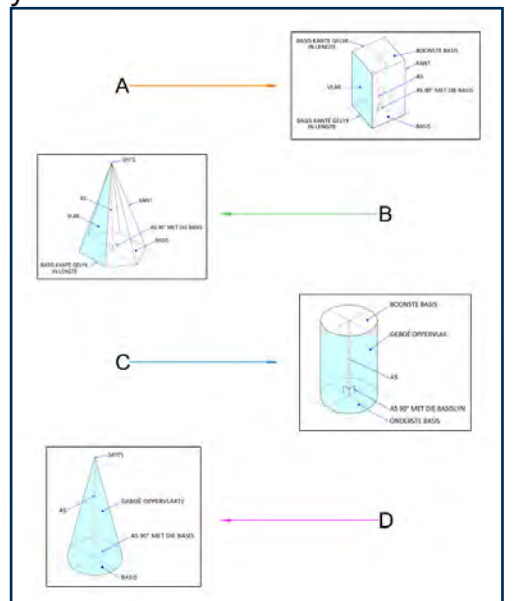 y
BASIS KANTE GELYK
IN LENGTE
BOONSTE BASIS
KANT
AS
VLAK
AS 90° MET DIE BASIS
BASIS KANTE GELYK
IN LENGTE
BASIS
A
SPITS
AS
KANT
VLAK
AS 90° MET DIE BASIS
BASIS
BASIS KANTE GELYK
IN LENGTE
B
BOONSTE BASIS
GEBOË OPPERVLAK
AS
AS 90° MET DIE BASISLYN
ONDERSTE BASIS
C
SPITS
AS
GEBOË OPPERVLAKTE
AS 90° MET DIE BASIS
BASIS
D